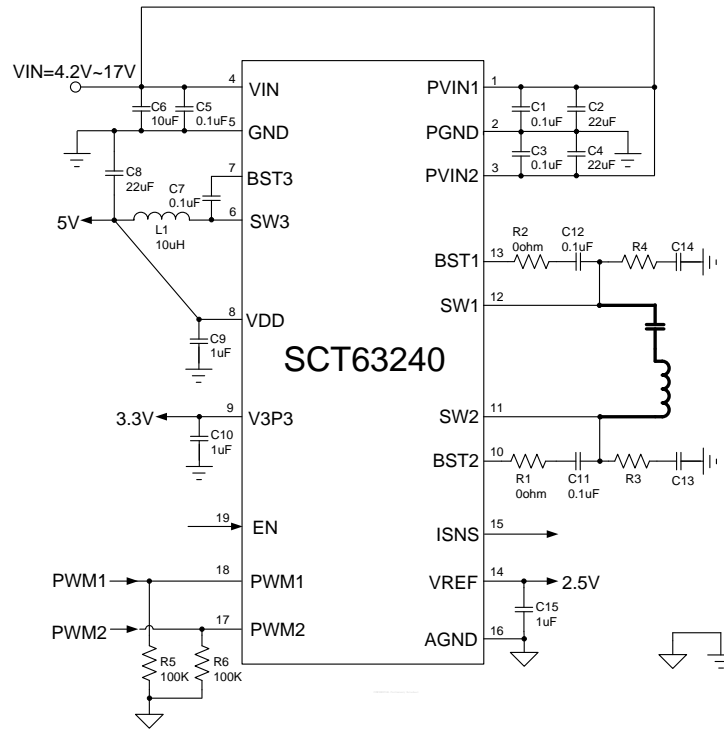 VIN=4.2V~17V
4
VIN
C6
10uF
C5
0.1uF
5
GND
C8
22uF
C7
0.1uF
7
BST3
5V
L1
10uH
6
SW3
8
VDD
C9
1uF
SCT63240
3.3V
9
V3P3
C10
1uF
19
EN
PWM1
18
PWM1
PWM2
17
PWM2
R5
100K
R6
100K
PVIN1
1
C1
0.1uF
C2
22uF
PGND
2
C3
0.1uF
C4
22uF
PVIN2
3
R2
0ohm
C12
0.1uF
R4
C14
BST1
13
SW1
12
SW2
11
BST2
10
R1
0ohm
C11
0.1uF
R3
C13
ISNS
15
VREF
14
2.5V
C15
1uF
AGND
16